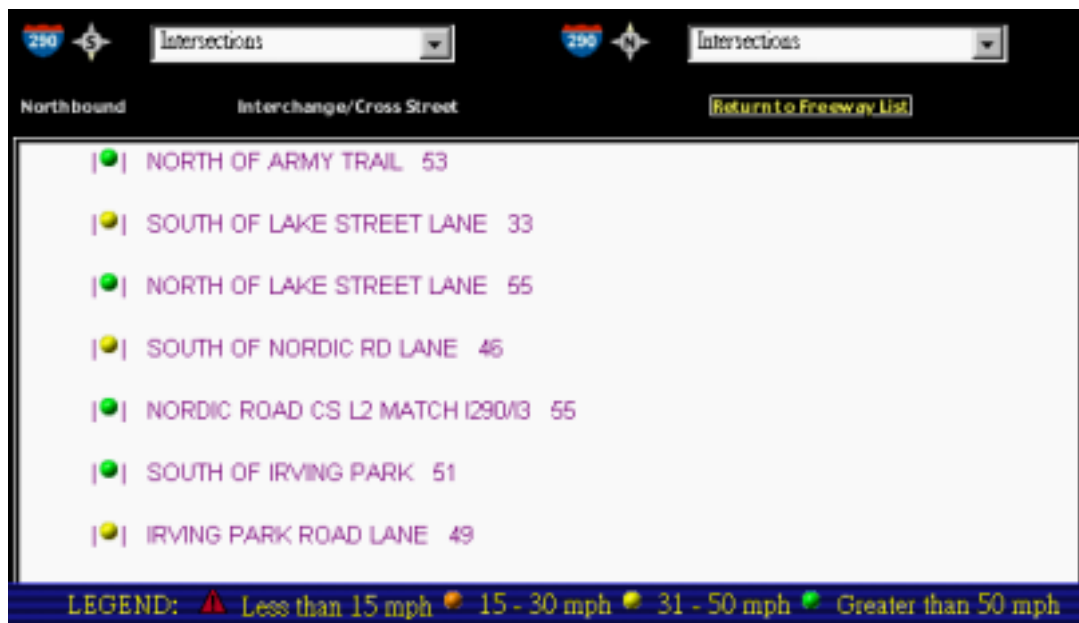 290 S Intersections 290 N Intersections
Northbound Interchange/Cross Street Return to Freeway List
|●| NORTH OF ARMY TRAIL 53
|●| SOUTH OF LAKE STREET LANE 33
|●| NORTH OF LAKE STREET LANE 55
|●| SOUTH OF NORDIC RD LANE 46
|●| NORDIC ROAD CS L2 MATCH I290/I3 55
|●| SOUTH OF IRVING PARK 51
|●| IRVING PARK ROAD LANE 49
LEGEND: Less than 15 mph 15 - 30 mph 31 - 50 mph Greater than 50 mph